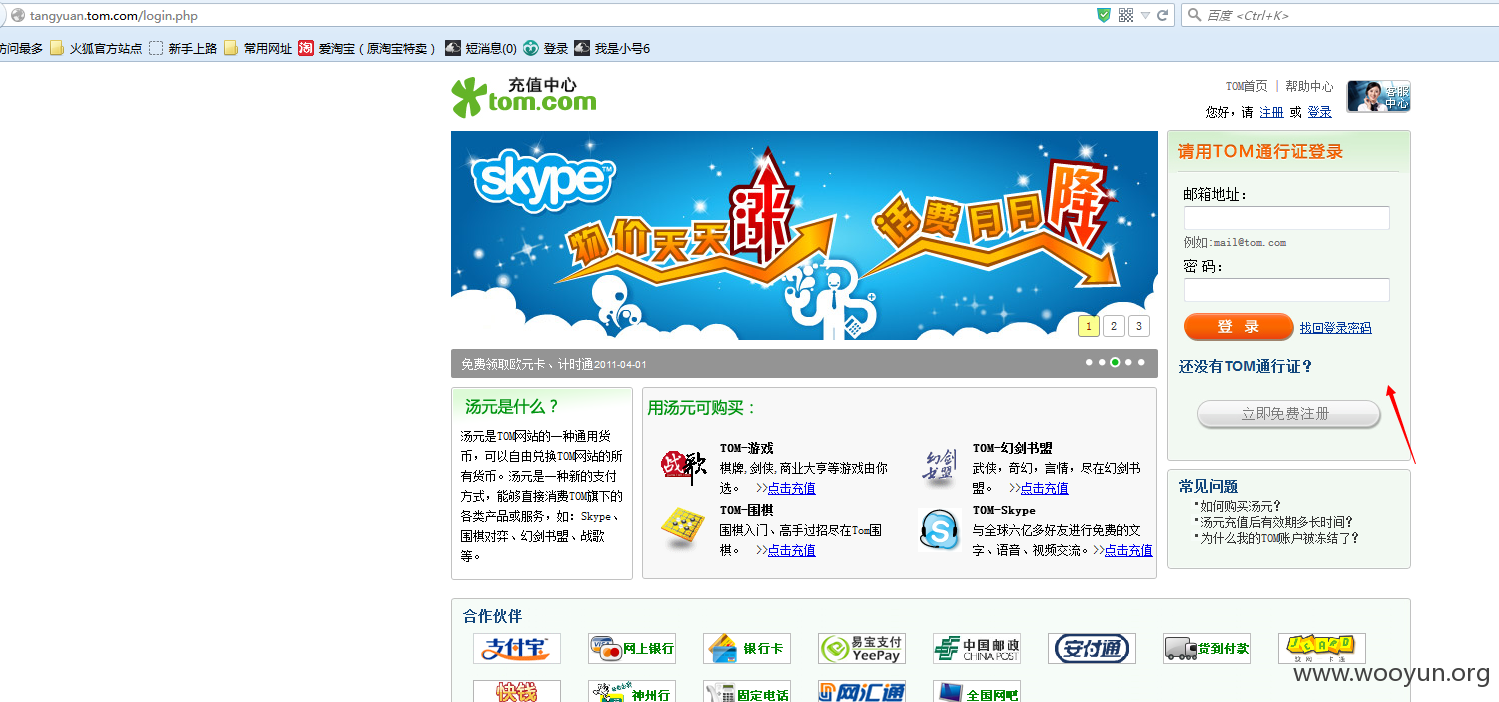 tangyuan.tom.com/login.php
百度 <Ctrl+K>
访问最多 火狐官方站点 新手上路 常用网址 爱淘宝（原淘宝特卖） 短消息(0) 登录 我是小号6
充值中心
tom.com
TOM首页 | 帮助中心
您好，请 注册 或 登录
客服
中心
skype
物价天天涨
话费月月降
1 2 3
免费领取欧元卡、计时通2011-04-01
请用TOM通行证登录
邮箱地址：
例如:mail@tom.com
密 码：
登 录 找回登录密码
还没有TOM通行证？
立即免费注册
汤元是什么？
汤元是TOM网站的一种通用货
币，可以自由兑换TOM网站的所
有货币。汤元是一种新的支付
方式，能够直接消费TOM旗下的
各类产品或服务，如：Skype、
围棋对弈、幻剑书盟、战歌
等。
用汤元可购买：
战歌
TOM-游戏
棋牌,剑侠,商业大亨等游戏由你
选。 >>点击充值
幻剑
书盟
TOM-幻剑书盟
武侠，奇幻，言情，尽在幻剑书
盟。 >>点击充值
TOM-围棋
围棋入门、高手过招尽在Tom围
棋。 >>点击充值
TOM-Skype
与全球六亿多好友进行免费的文
字、语音、视频交流。>>点击充值
常见问题
如何购买汤元？
汤元充值后有效期多长时间？
为什么我的TOM账户被冻结了？
合作伙伴
支付宝
网上银行
银行卡
易宝支付
YeePay
中国邮政
CHINA POST
安付通
货到付款
JCARD
快钱
神州行
固定电话
网汇通
全国网吧
www.wooyun.org